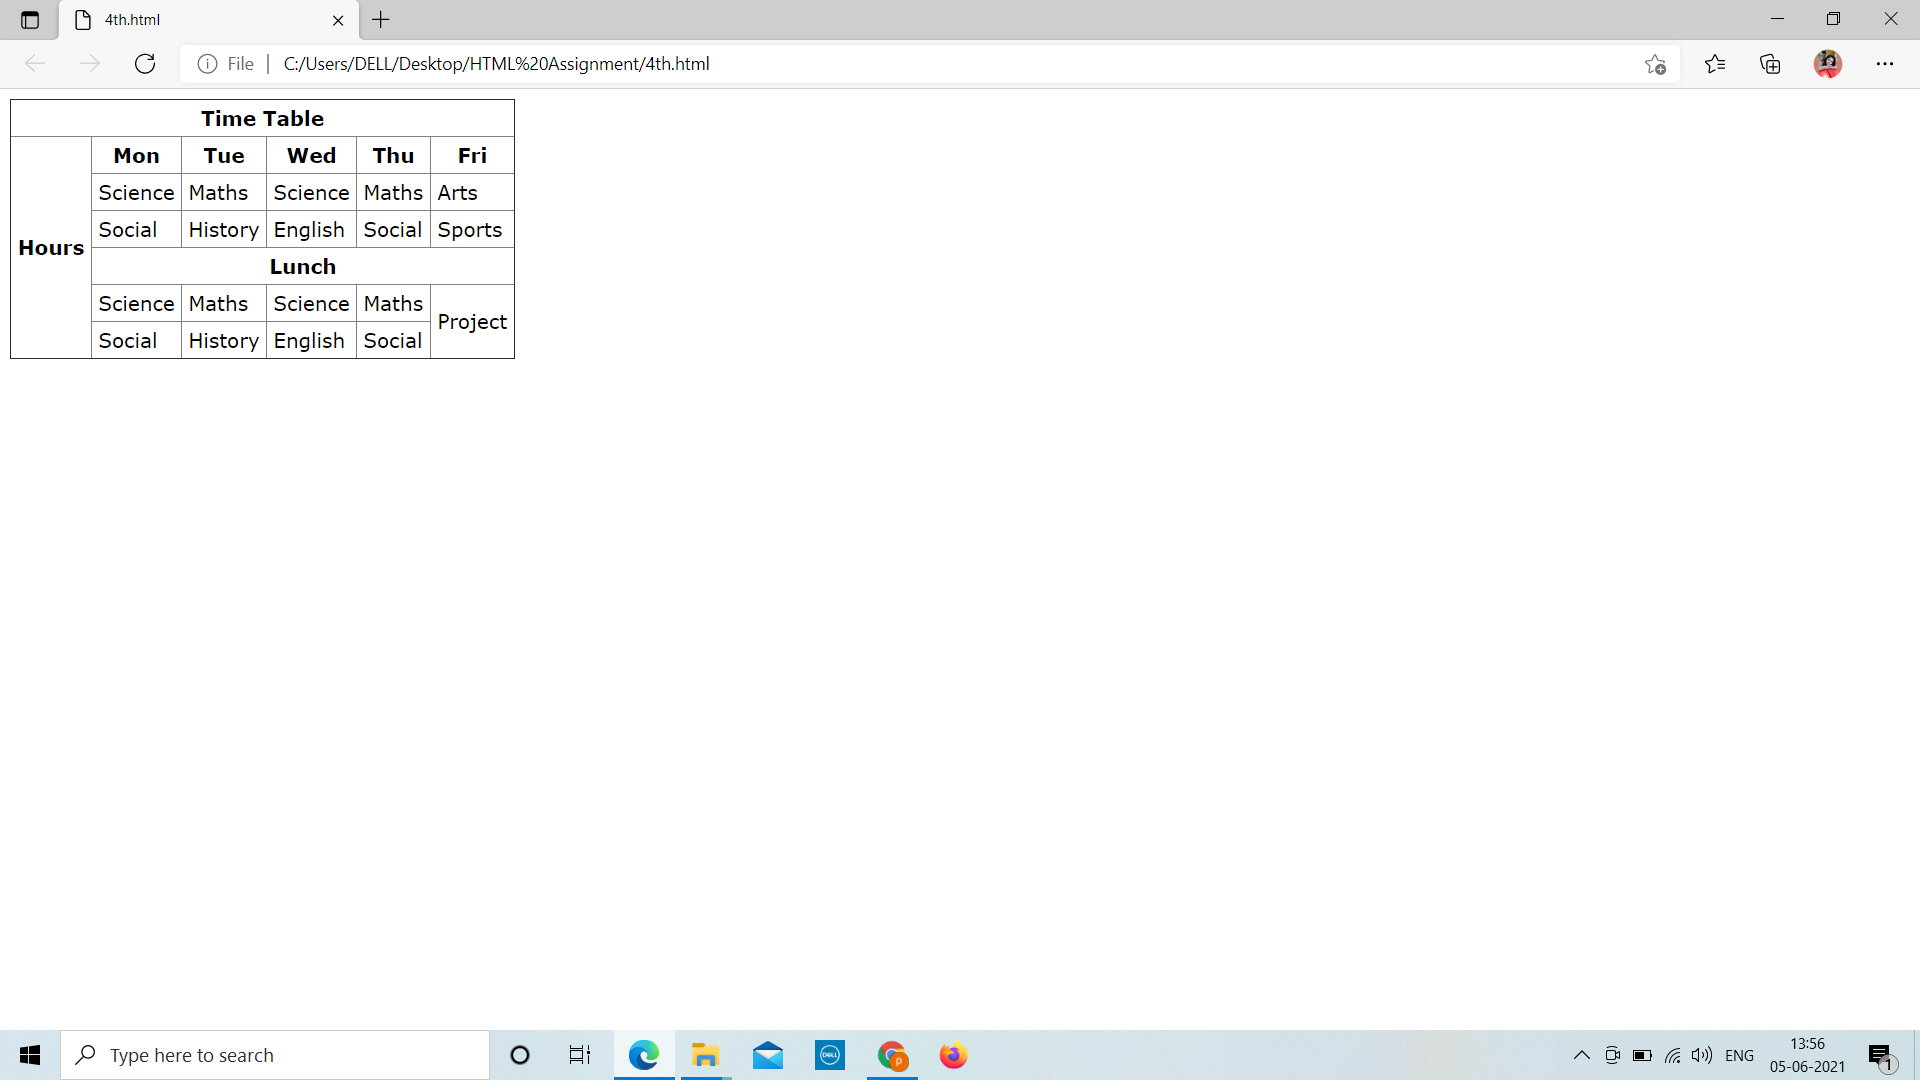 4th.html
File | C:/Users/DELL/Desktop/HTML%20Assignment/4th.html
Time Table
Mon Tue Wed Thu Fri
Science Maths Science Maths Arts
Social History English Social Sports
Hours
Lunch
Science Maths Science Maths
Project
Social History English Social
Type here to search
DELL
p
ENG
13:56
05-06-2021
1